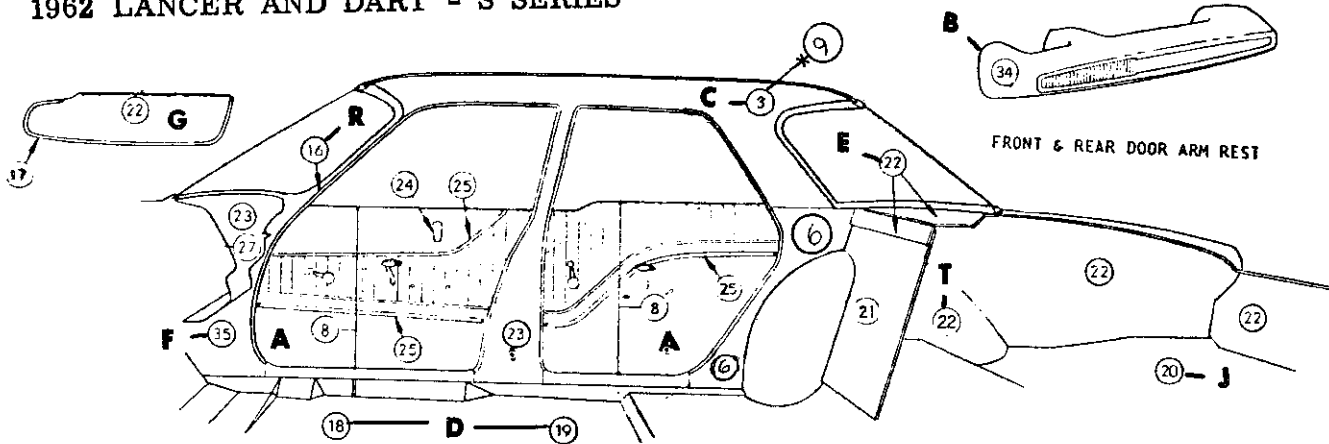 1962 LANCER AND DART - S SERIES
9
B
34
22 G
C 3
R
FRONT & REAR DOOR ARM REST
16
E 22
17
24 25
23
6
27
25
22
T
21
22
22
8
8
F 35 A
25
23
A
6
20 J
18 D 19